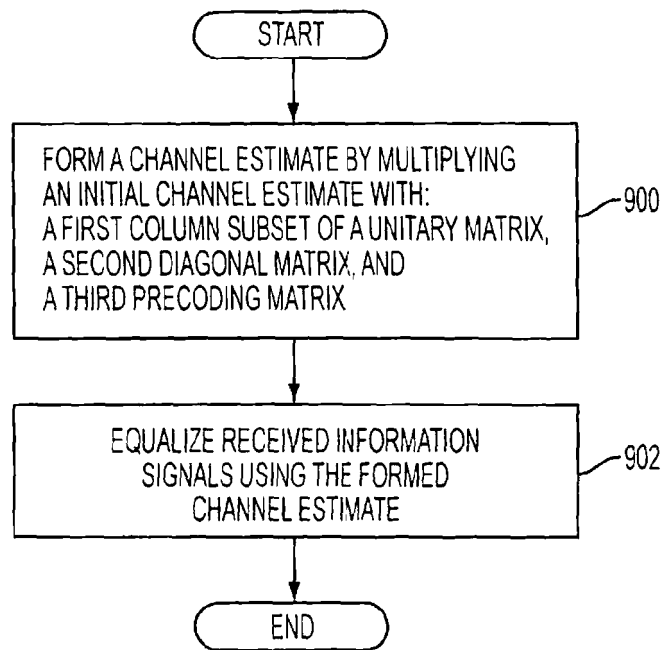 START
FORM A CHANNEL ESTIMATE BY MULTIPLYING
AN INITIAL CHANNEL ESTIMATE WITH:
A FIRST COLUMN SUBSET OF A UNITARY MATRIX,
A SECOND DIAGONAL MATRIX, AND
A THIRD PRECODING MATRIX
900
EQUALIZE RECEIVED INFORMATION
SIGNALS USING THE FORMED
CHANNEL ESTIMATE
902
END